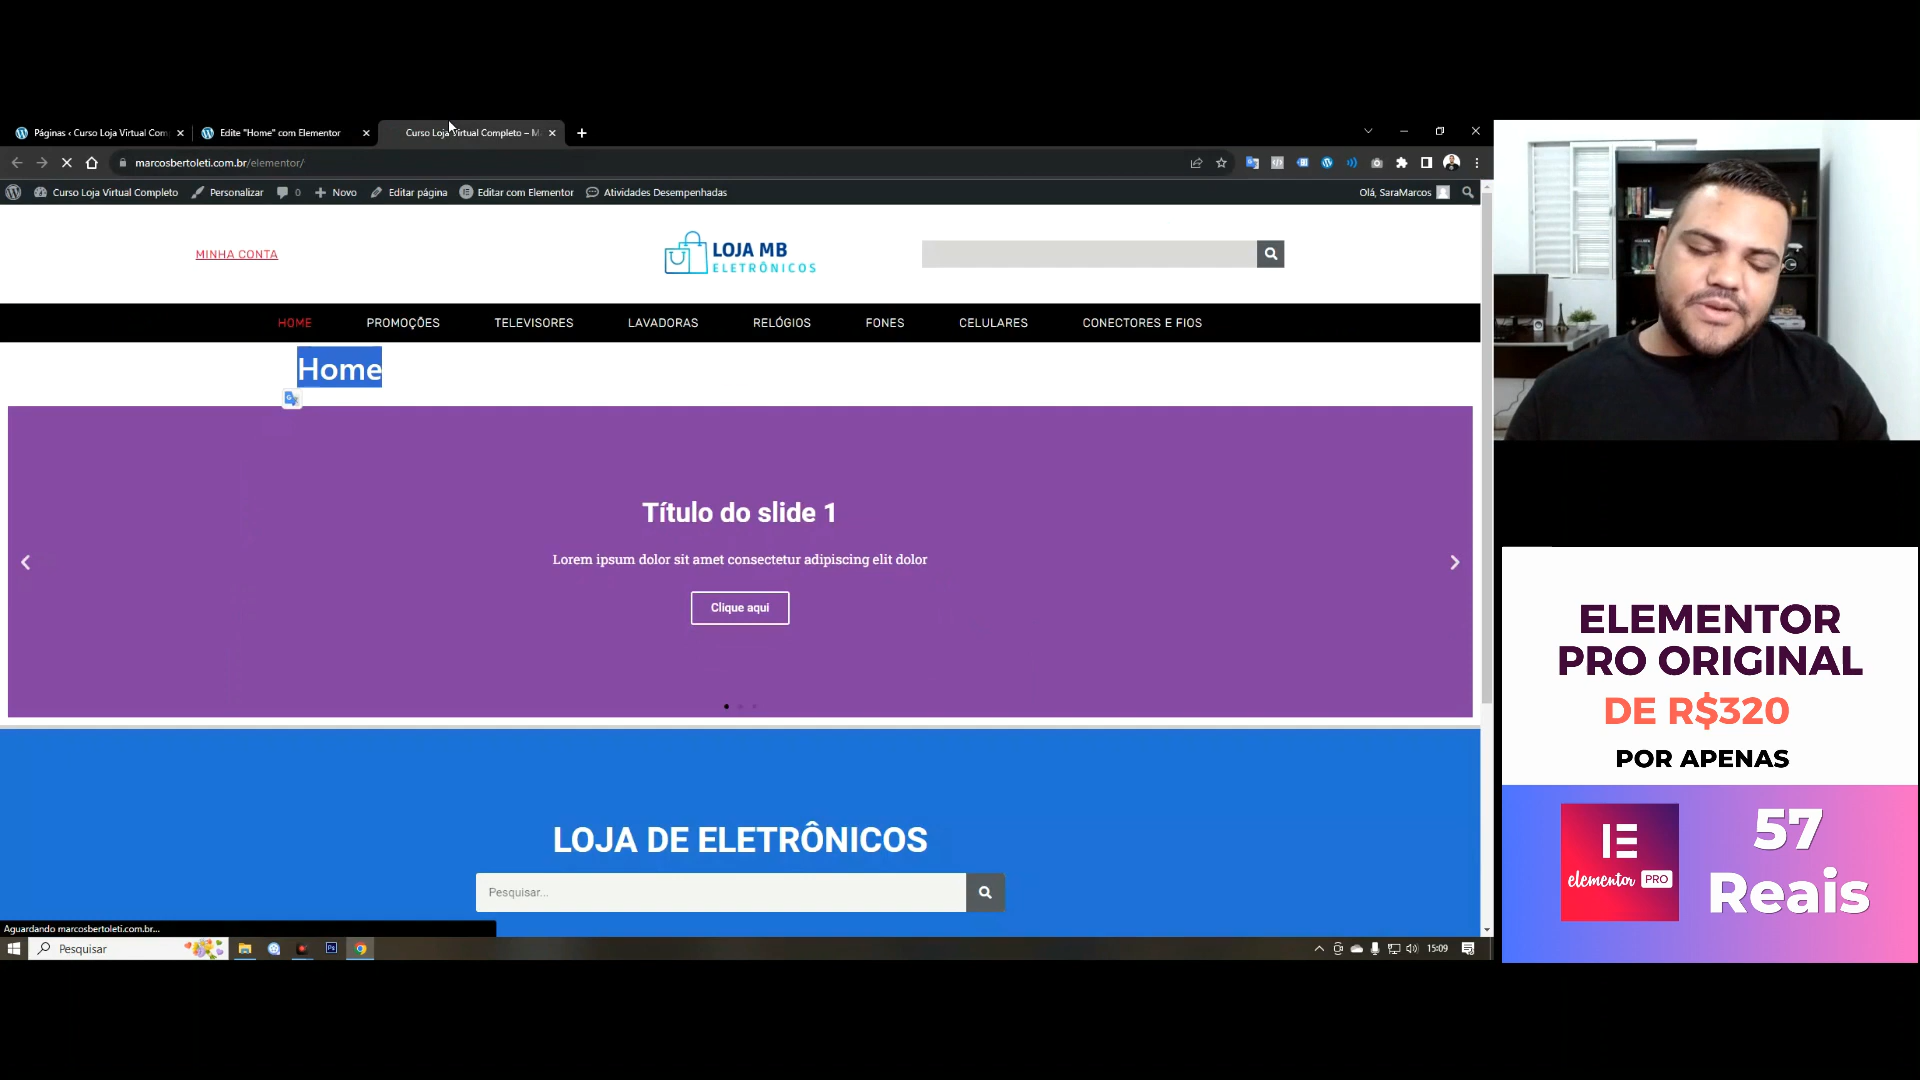 Páginas ‹ Curso Loja Virtual Com
Edite "Home" com Elementor
Curso Loja Virtual Completo – M
marcosbertoleti.com.br/elementor/
Curso Loja Virtual Completo
Personalizar
0
Novo
Editar página
Editar com Elementor
Atividades Desempenhadas
Olá, SaraMarcos
MINHA CONTA
LOJA MB
ELETRÔNICOS
HOME
PROMOÇÕES
TELEVISORES
LAVADORAS
RELÓGIOS
FONES
CELULARES
CONECTORES E FIOS
Home
Título do slide 1
Lorem ipsum dolor sit amet consectetur adipiscing elit dolor
Clique aqui
LOJA DE ELETRÔNICOS
Pesquisar...
Aguardando marcosbertoleti.com.br...
Pesquisar
Ps
15:09
ELEMENTOR
PRO ORIGINAL
DE R$320
POR APENAS
elementor PRO
57
Reais